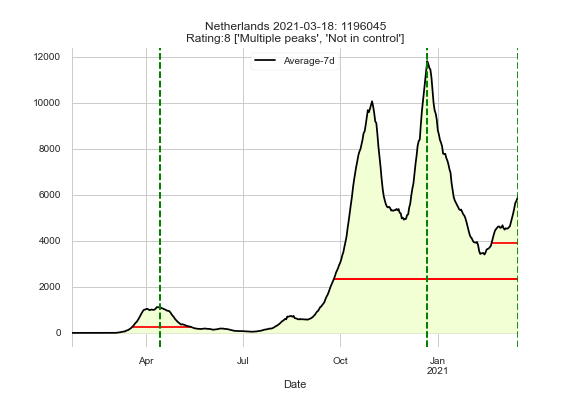 Netherlands 2021-03-18: 1196045
Rating:8 ['Multiple peaks', 'Not in control']
Average-7d
12000
10000
8000
6000
4000
2000
0
Apr
Jul
Oct
Jan
2021
Date